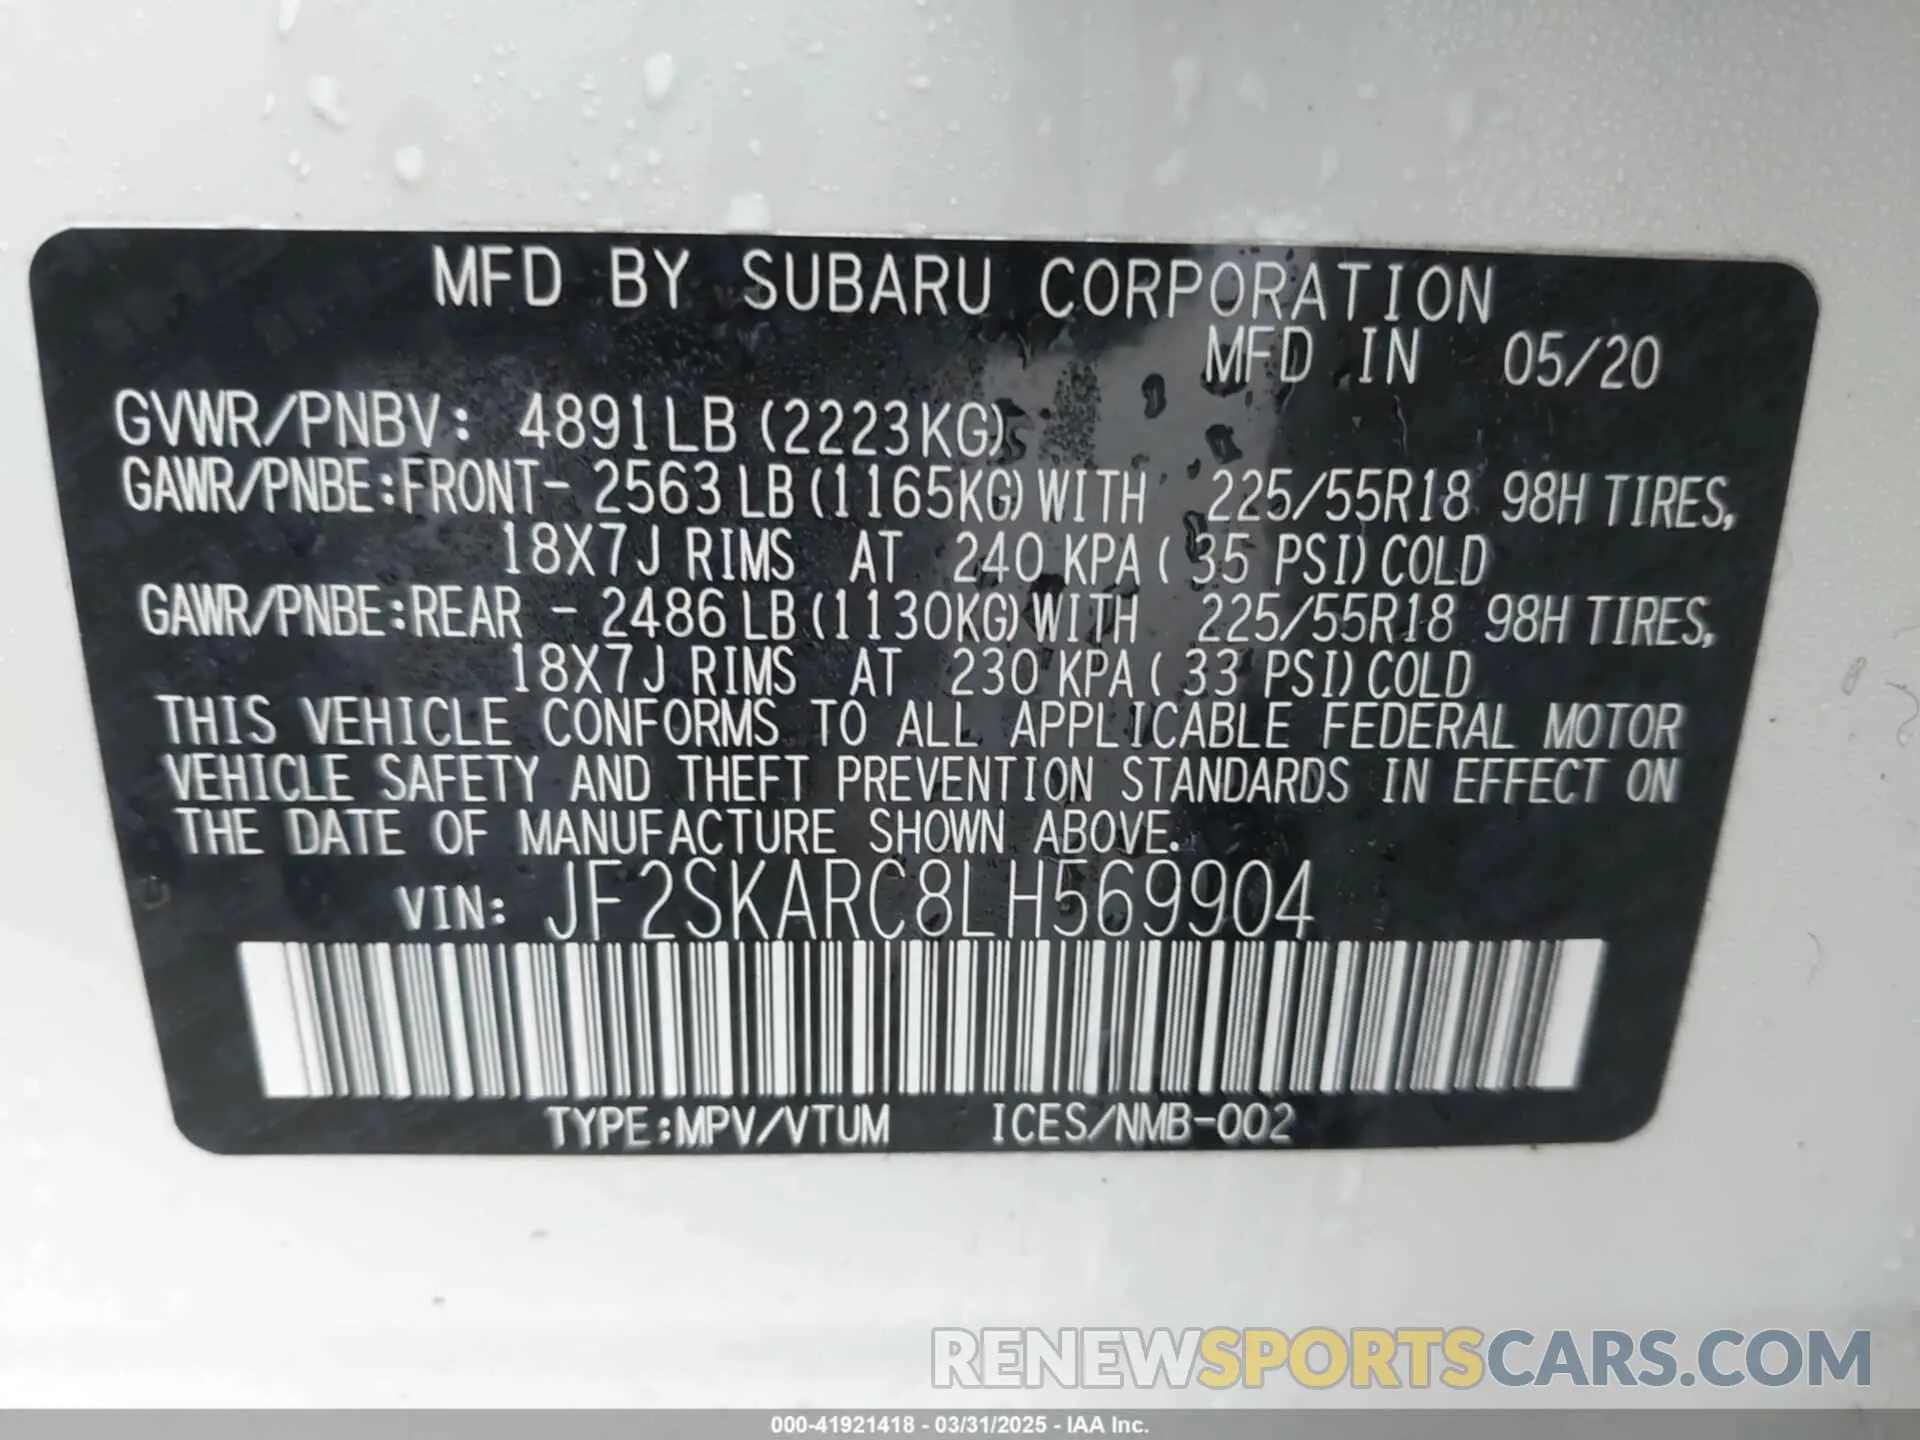 MFD BY SUBARU CORPORATION
MFD IN 05/20
GVWR/PNBV: 4891LB (2223KG)
GAWR/PNBE:FRONT- 2563 LB (1165KG) WITH 225/55R18 98H TIRES,
18X7J RIMS AT 240 KPA ( 35 PSI) COLD
GAWR/PNBE:REAR - 2486 LB (1130KG) WITH 225/55R18 98H TIRES,
18X7J RIMS AT 230 KPA ( 33 PSI) COLD
THIS VEHICLE CONFORMS TO ALL APPLICABLE FEDERAL MOTOR
VEHICLE SAFETY AND THEFT PREVENTION STANDARDS IN EFFECT ON
THE DATE OF MANUFACTURE SHOWN ABOVE.
VIN: JF2SKARC8LH569904
TYPE:MPV/VTUM ICES/NMB-002
RENEWSPORTSCARS.COM
000-41921418 - 03/31/2025 - IAA Inc.